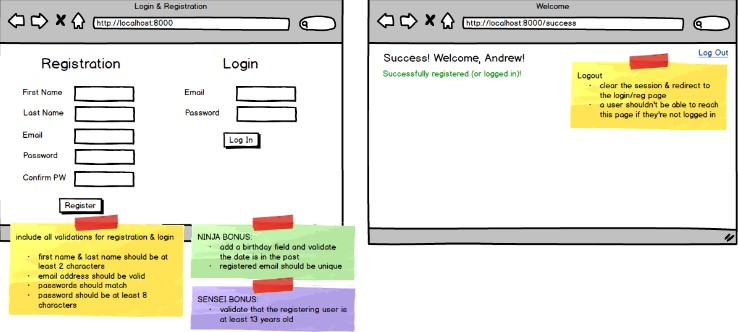 Login & Registration
http://localhost:8000
Registration
Login
First Name
Last Name
Email
Password
Confirm PW
Register
Email
Password
Log In
include all validations for registration & login
· first name & last name should be at
least 2 characters
· email address should be valid
· passwords should match
· password should be at least 8
characters
NINJA BONUS:
· add a birthday field and validate
the date is in the past
· registered email should be unique
SENSEI BONUS:
· validate that the registering user is
at least 13 years old
Welcome
http://localhost:8000/success
Success! Welcome, Andrew!
Log Out
Successfully registered (or logged in)!
Logout
· clear the session & redirect to
the login/reg page
· a user shouldn't be able to reach
this page if they're not logged in